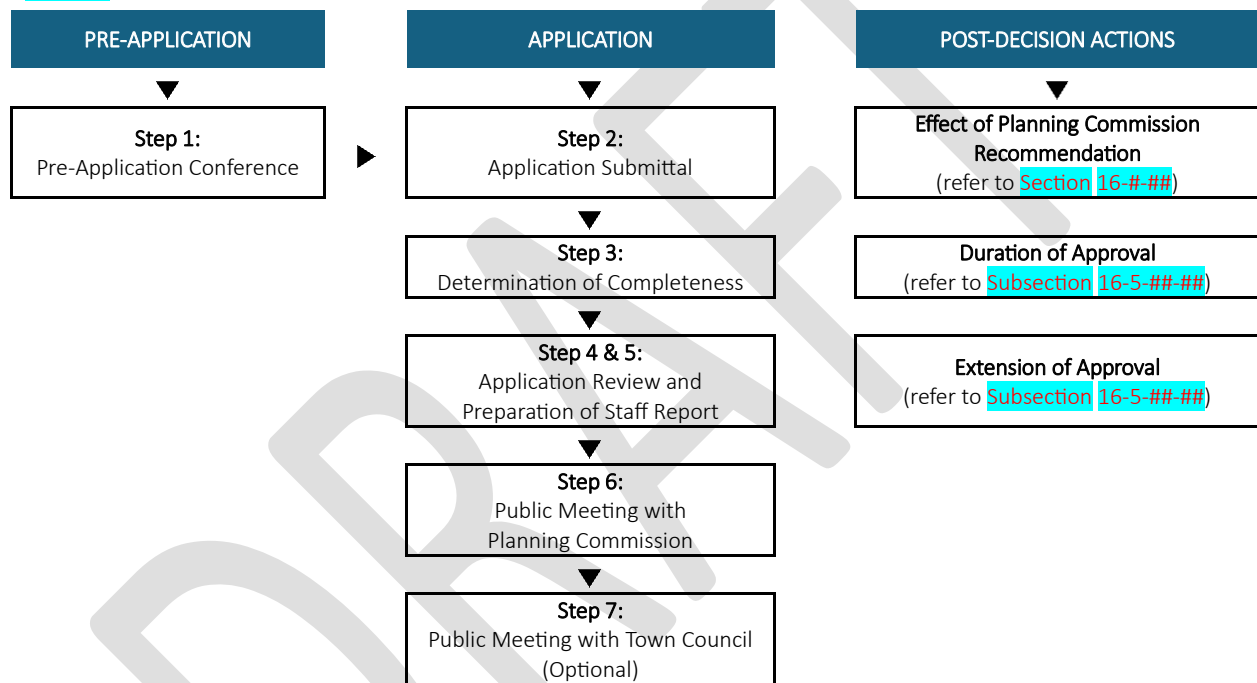 PRE-APPLICATION
Step 1:
Pre-Application Conference
APPLICATION
Step 2:
Application Submittal
Step 3:
Determination of Completeness
Step 4 & 5:
Application Review and
Preparation of Staff Report
Step 6:
Public Meeting with
Planning Commission
Step 7:
Public Meeting with Town Council
(Optional)
POST-DECISION ACTIONS
Effect of Planning Commission
Recommendation
(refer to Section 16-#-##)
Duration of Approval
(refer to Subsection 16-5-##-##)
Extension of Approval
(refer to Subsection 16-5-##-##)
DRAFT